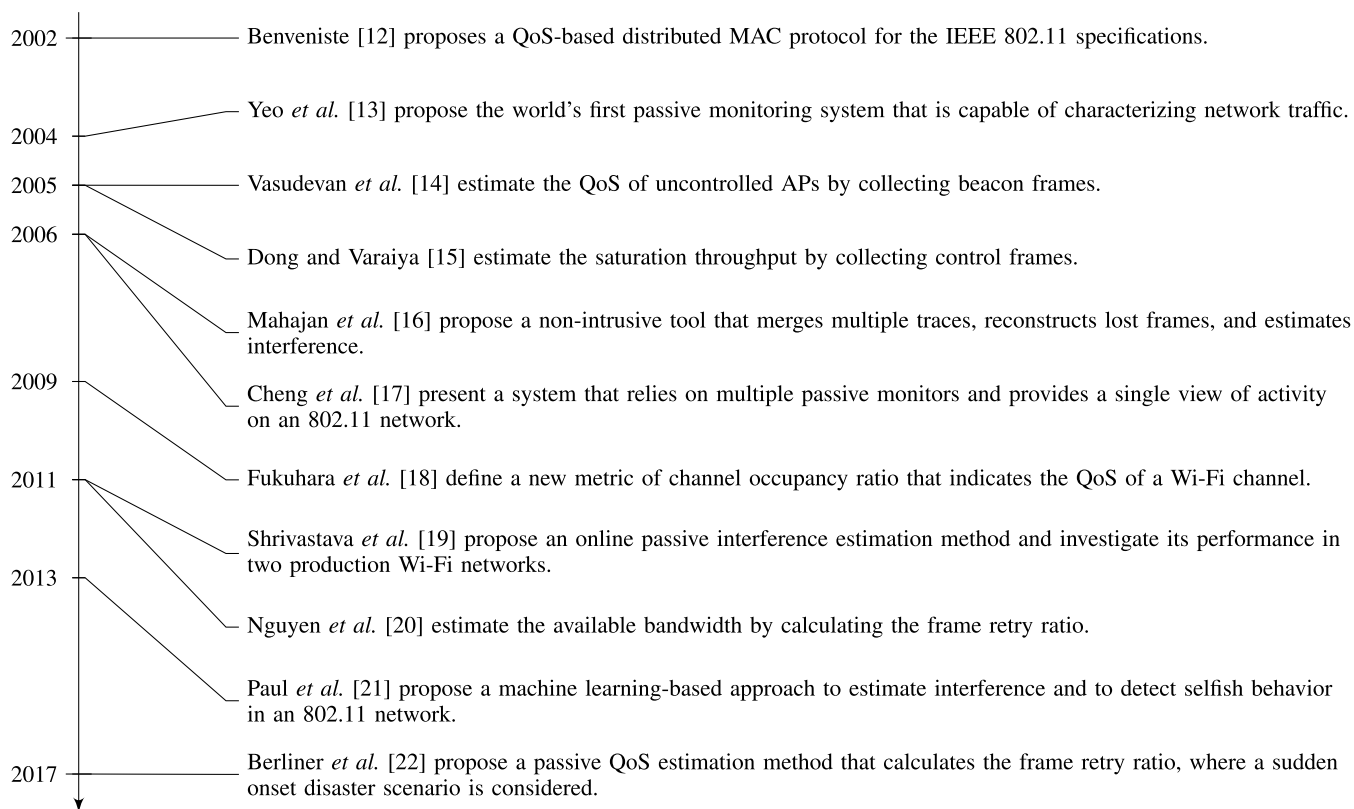 2002 Benveniste [12] proposes a QoS-based distributed MAC protocol for the IEEE 802.11 specifications.
Yeo et al. [13] propose the world's first passive monitoring system that is capable of characterizing network traffic.
2004
2005 Vasudevan et al. [14] estimate the QoS of uncontrolled APs by collecting beacon frames.
2006
Dong and Varaiya [15] estimate the saturation throughput by collecting control frames.
Mahajan et al. [16] propose a non-intrusive tool that merges multiple traces, reconstructs lost frames, and estimates
interference.
2009
Cheng et al. [17] present a system that relies on multiple passive monitors and provides a single view of activity
on an 802.11 network.
2011 Fukuhara et al. [18] define a new metric of channel occupancy ratio that indicates the QoS of a Wi-Fi channel.
Shrivastava et al. [19] propose an online passive interference estimation method and investigate its performance in
two production Wi-Fi networks.
2013
Nguyen et al. [20] estimate the available bandwidth by calculating the frame retry ratio.
Paul et al. [21] propose a machine learning-based approach to estimate interference and to detect selfish behavior
in an 802.11 network.
Berliner et al. [22] propose a passive QoS estimation method that calculates the frame retry ratio, where a sudden
2017
onset disaster scenario is considered.